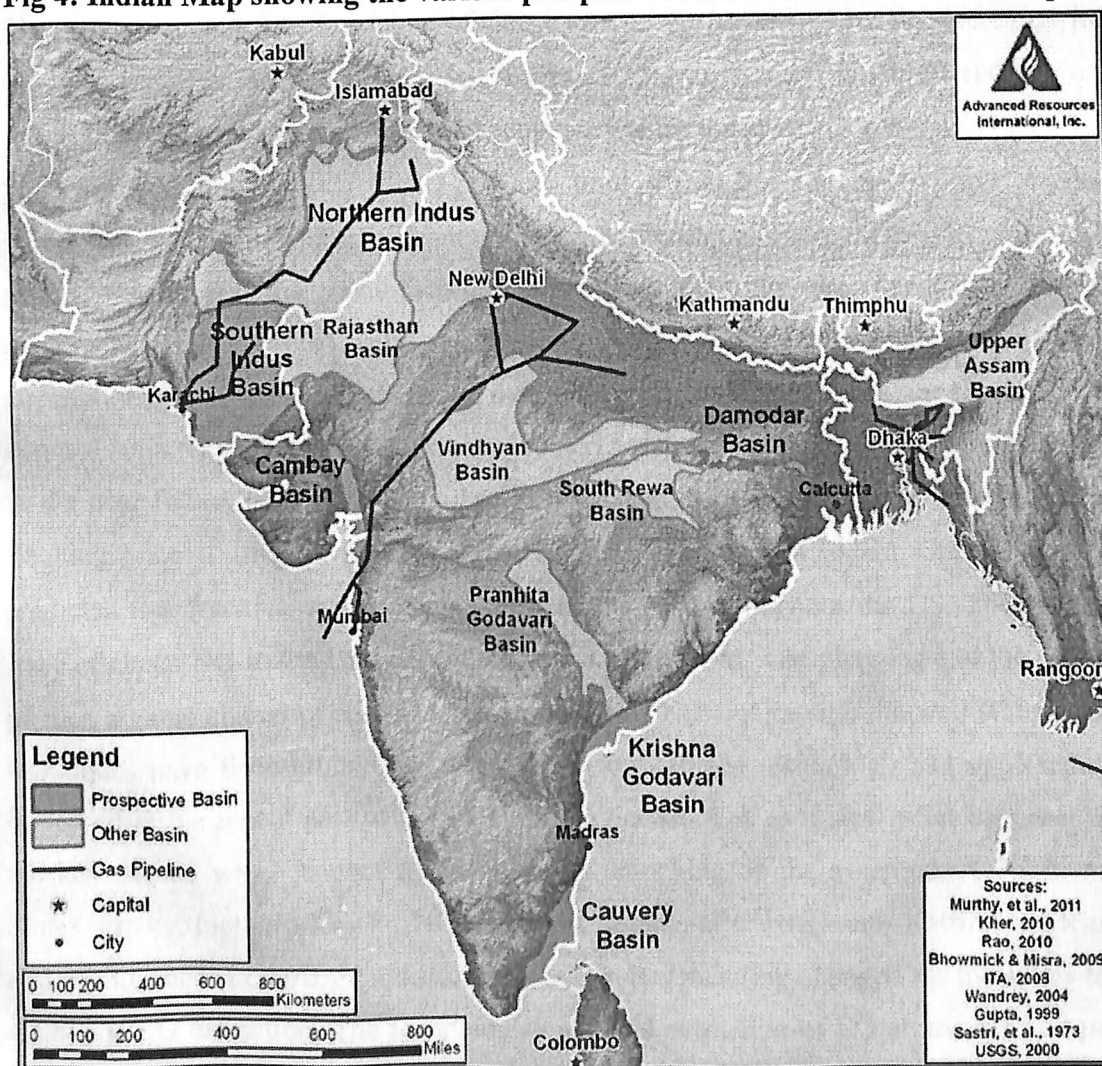 Fig 4: Indian Map showing the various
Kabul
Islamabad
Advanced Resources
International, Inc.
Northern Indus
Basin
New Delhi
Kathmandu
Thimphu
Southern
Indus
Basin
Rajasthan
Basin
Upper
Assam
Basin
Karachi
Damodar
Basin
Dhaka
Cambay
Basin
Vindhyan
Basin
South Rewa
Basin
Calcutta
Pranhita
Godavari
Basin
Mumbai
Rangoon
Krishna
Godavari
Basin
Madras
Cauvery
Basin
Colombo
Legend
Prospective Basin
Other Basin
Gas Pipeline
Capital
City
0 100 200 400 600 800
Kilometers
0 100 200 400 600 800
Miles
Sources:
Murthy, et al., 2011
Kher, 2010
Rao, 2010
Bhowmick & Misra, 2009
ITA, 2008
Wandrey, 2004
Gupta, 1999
Sastri, et al., 1973
USGS, 2000